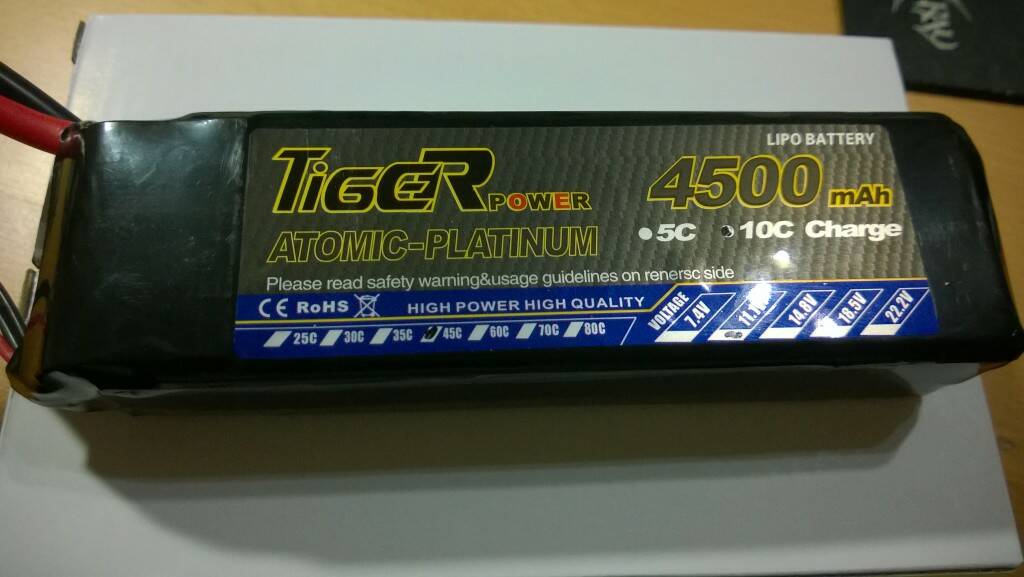 LIPO BATTERY
TiGER POWER
4500 mAh
ATOMIC-PLATINUM
5C 10C Charge
Please read safety warning&usage guidelines on renersc side
CE RoHS HIGH POWER HIGH QUALITY
25C 30C 35C 45C 60C 70C 80C
VOLTAGE 7.4V 11.1V 14.8V 18.5V 22.2V